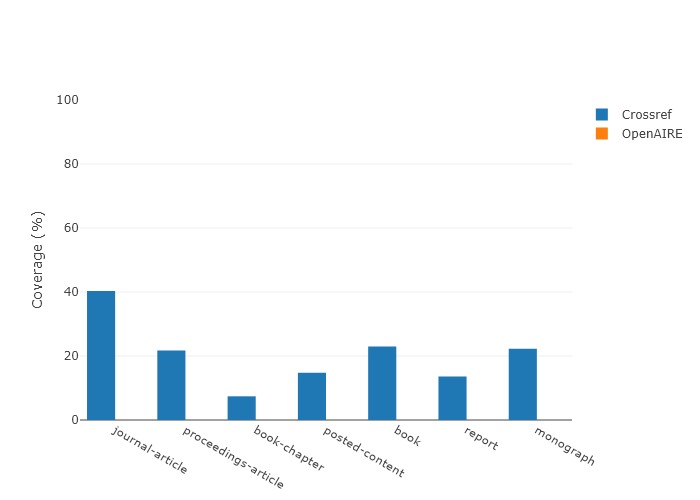 100
80
60
40
20
0
Coverage (%)
journal-article
proceedings-article
book-chapter
posted-content
book
report
monograph
Crossref
OpenAIRE